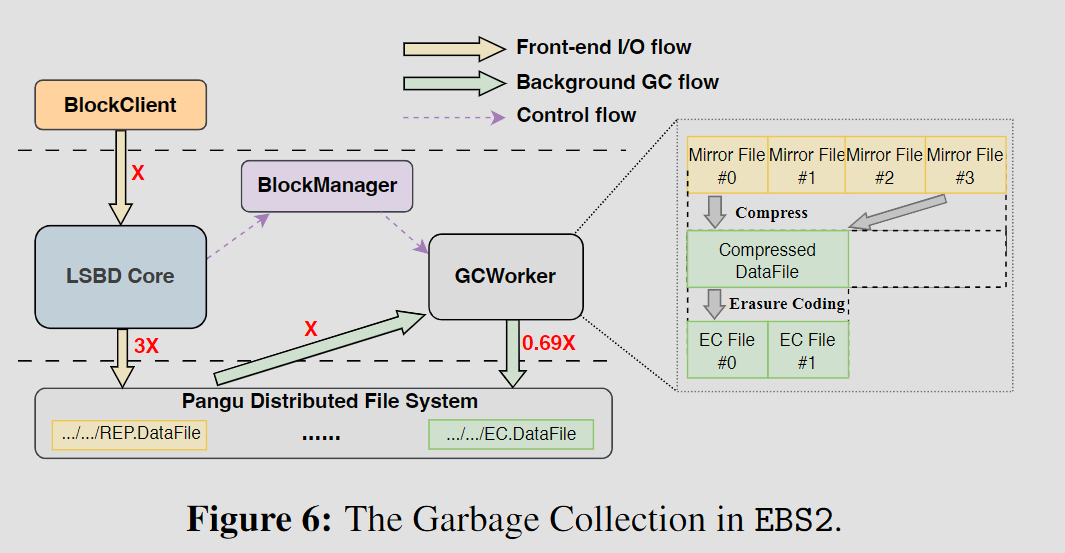 Front-end I/O flow
Background GC flow
Control flow
BlockClient
X
BlockManager
LSBD Core
GCWorker
3X
X
0.69X
Pangu Distributed File System
.../.../REP.DataFile
......
.../.../EC.DataFile
Mirror File
#0
Mirror File
#1
Mirror File
#2
Mirror File
#3
Compress
Compressed
DataFile
Erasure Coding
EC File
#0
EC File
#1
Figure 6: The Garbage Collection in EBS2.